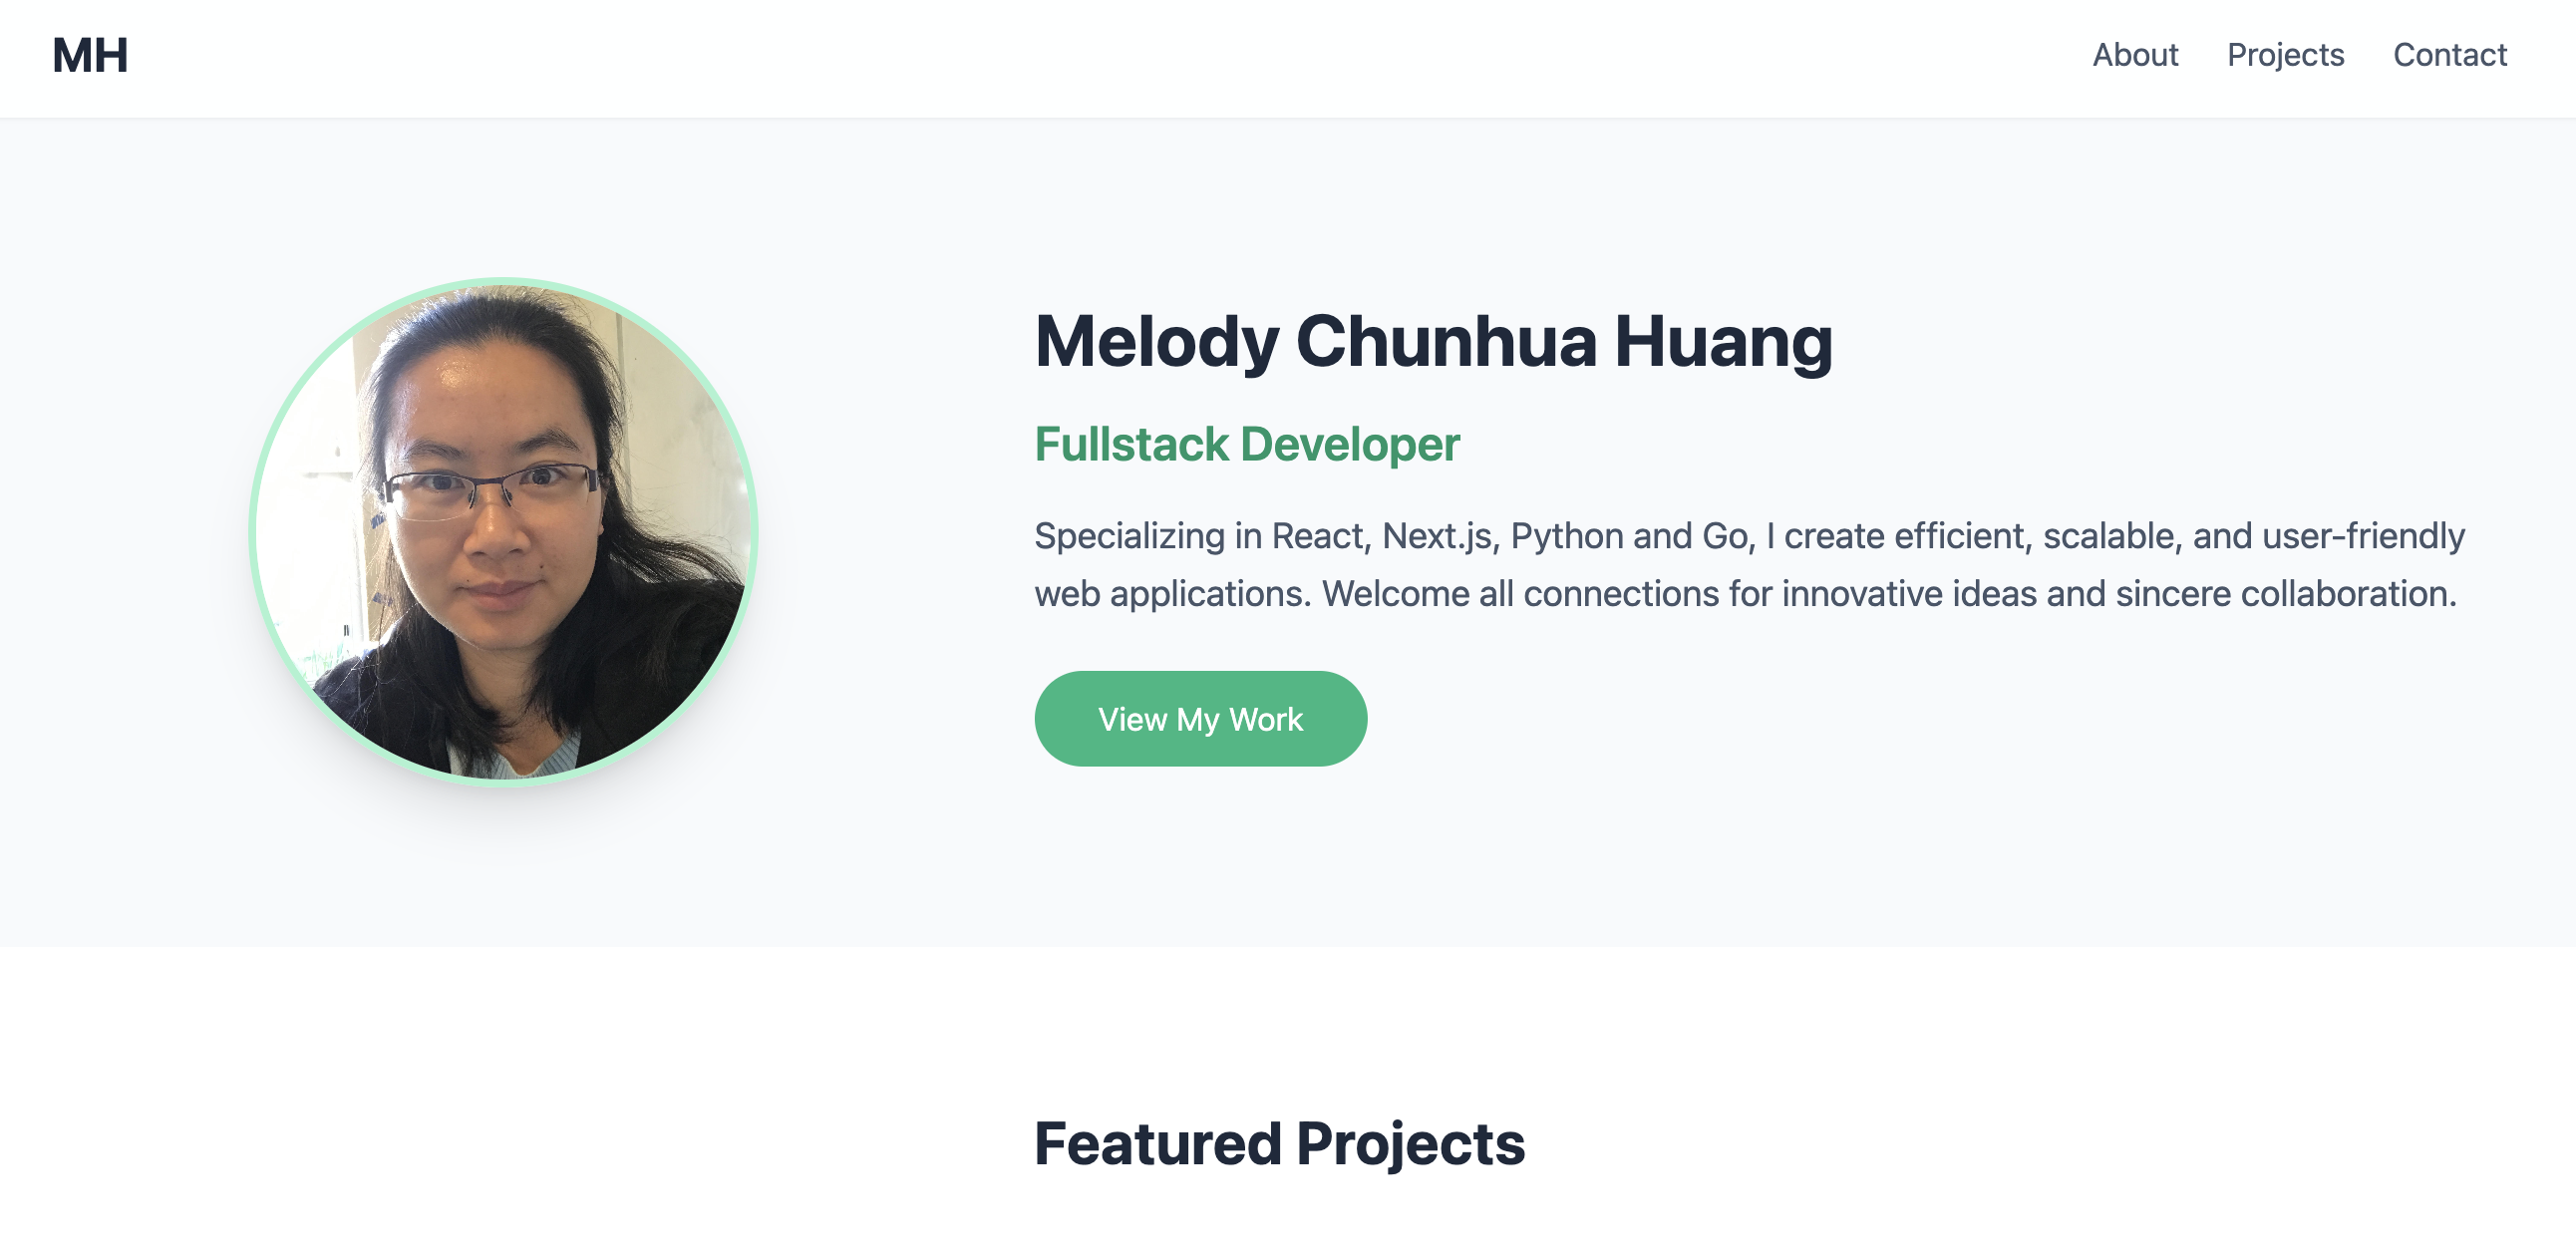 MH
About Projects Contact
Melody Chunhua Huang
Fullstack Developer
Specializing in React, Next.js, Python and Go, I create efficient, scalable, and user-friendly
web applications. Welcome all connections for innovative ideas and sincere collaboration.
View My Work
Featured Projects